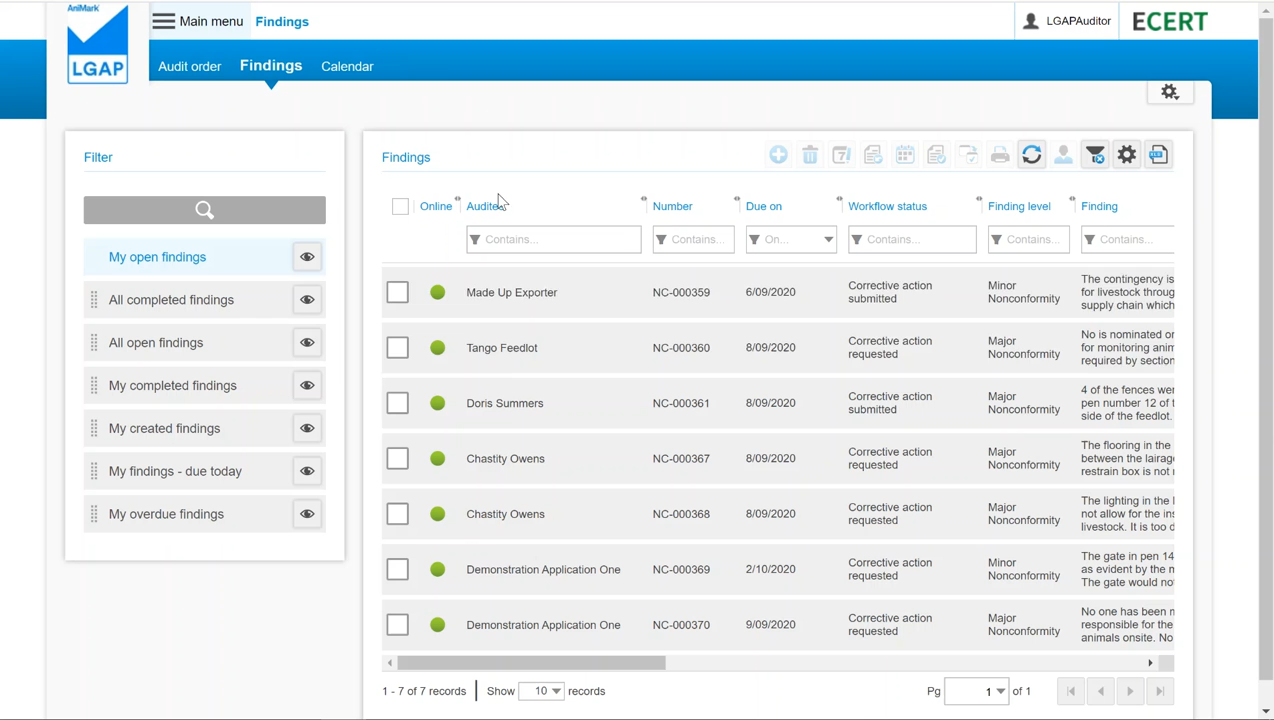 AniMark
LGAP
Main menu
Findings
LGAPAuditor
ECERT
Audit order
Findings
Calendar
Filter
My open findings
All completed findings
All open findings
My completed findings
My created findings
My findings - due today
My overdue findings
Findings
7
XLS
Online
Number
Due on
Workflow status
Finding level
Finding
Contains...
Contains...
On...
Contains...
Contains...
Contains...
Made Up Exporter
NC-000359
6/09/2020
Corrective action
submitted
Minor
Nonconformity
The contingency is
for livestock throug
supply chain which
Tango Feedlot
NC-000360
8/09/2020
Corrective action
requested
Major
Nonconformity
No is nominated or
for monitoring anim
required by section
Doris Summers
NC-000361
8/09/2020
Corrective action
submitted
Major
Nonconformity
4 of the fences wer
pen number 12 of t
side of the feedlot.
Chastity Owens
NC-000367
8/09/2020
Corrective action
requested
Major
Nonconformity
The flooring in the
between the lairage
restrain box is not r
Chastity Owens
NC-000368
8/09/2020
Corrective action
requested
Major
Nonconformity
The lighting in the l
not allow for the ins
livestock. It is too d
Demonstration Application One
NC-000369
2/10/2020
Corrective action
requested
Minor
Nonconformity
The gate in pen 14
as evident by the m
The gate would not
Demonstration Application One
NC-000370
9/09/2020
Corrective action
requested
Major
Nonconformity
No one has been n
responsible for the
animals onsite. No
1 - 7 of 7 records
Show
10
records
Pg
1
of 1